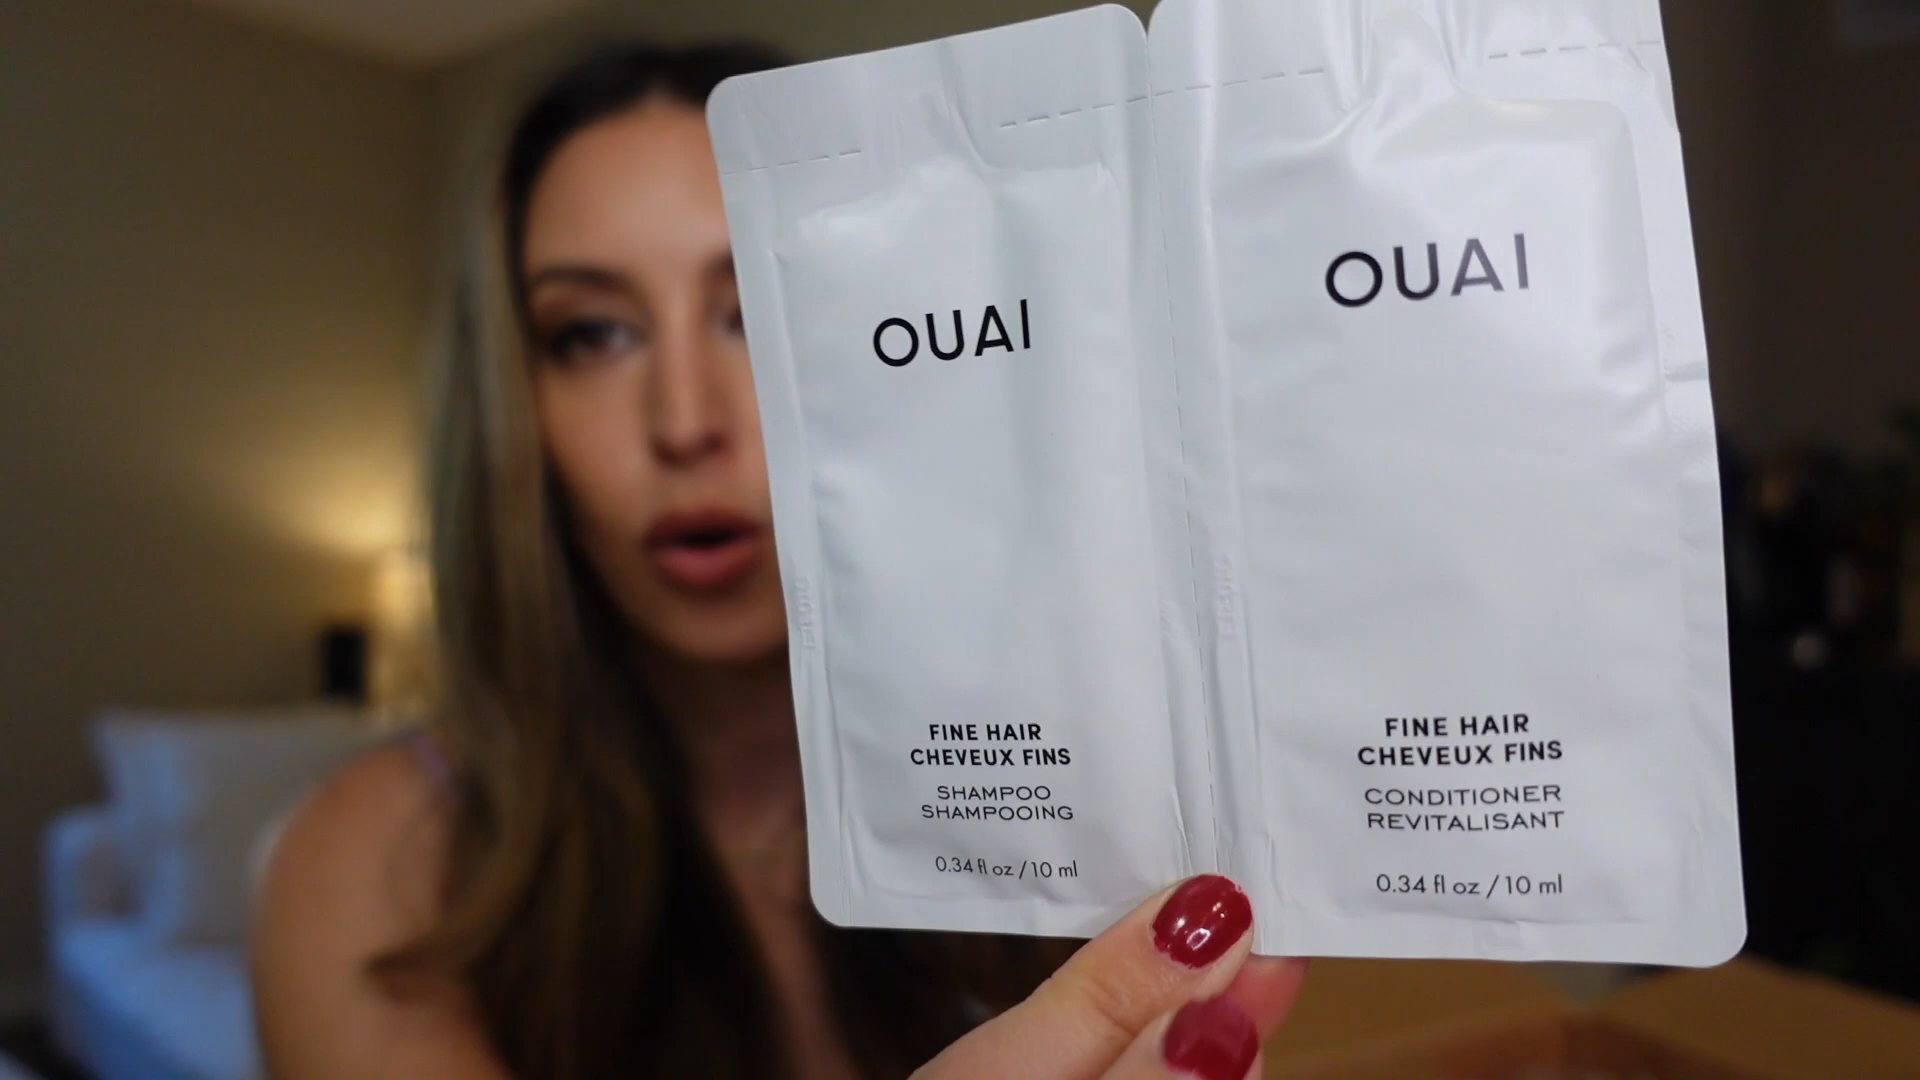 OUAI
FINE HAIR
CHEVEUX FINS
SHAMPOO
SHAMPOOING
0.34 fl oz / 10 ml
OUAI
FINE HAIR
CHEVEUX FINS
CONDITIONER
REVITALISANT
0.34 fl oz / 10 ml